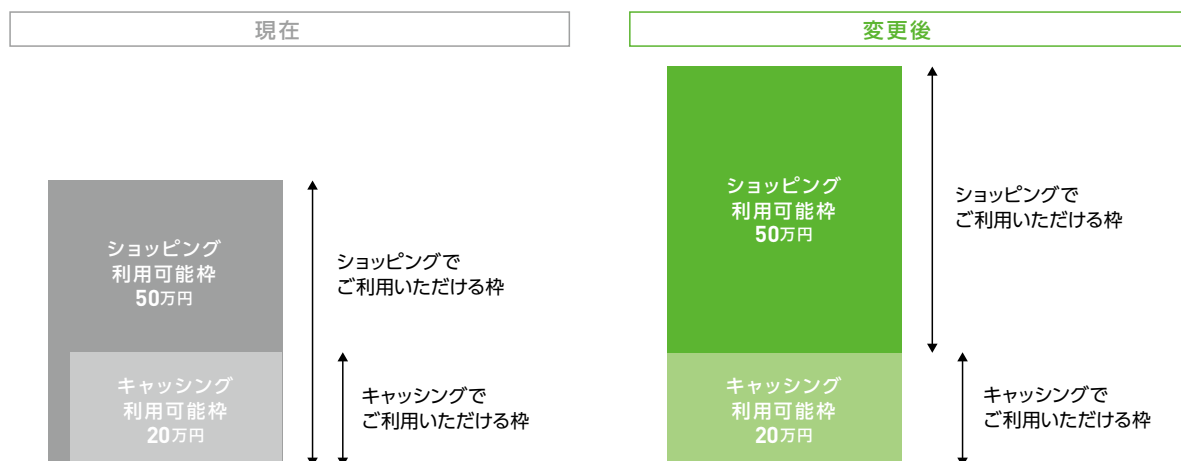 現在
ショッピング
利用可能枠
50万円
ショッピングで
ご利用いただける枠
キャッシング
利用可能枠
20万円
キャッシングで
ご利用いただける枠
変更後
ショッピング
利用可能枠
50万円
ショッピングで
ご利用いただける枠
キャッシング
利用可能枠
20万円
キャッシングで
ご利用いただける枠